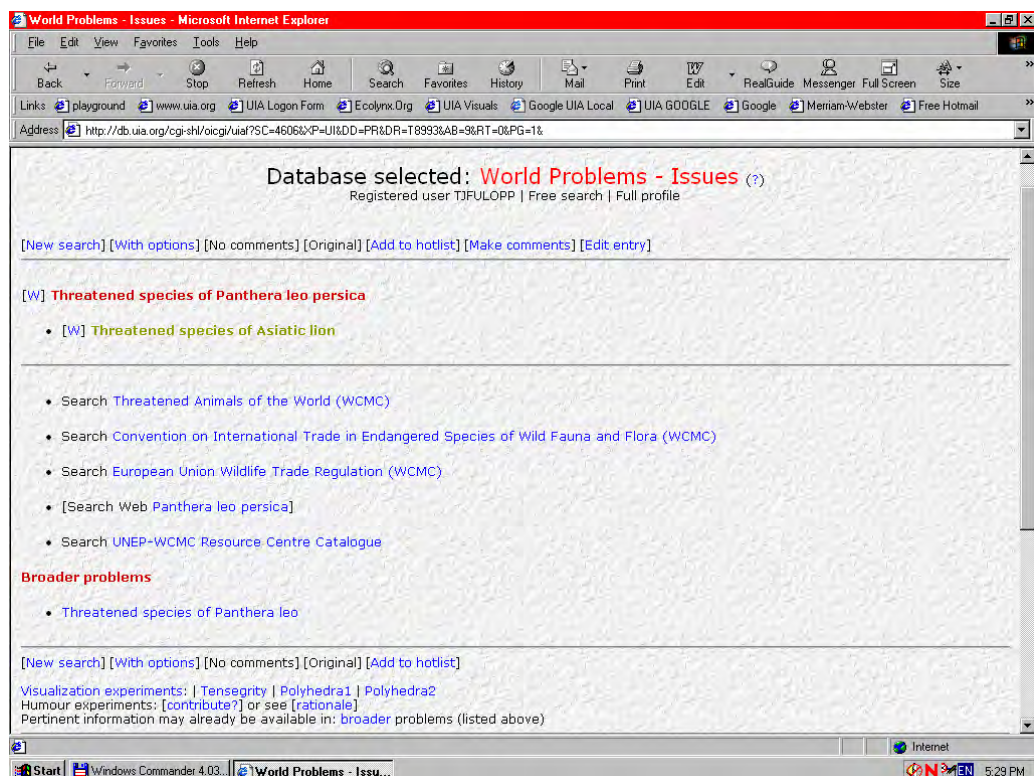 World Problems - Issues - Microsoft Internet Explorer
File Edit View Favorites Tools Help
Back Forward Stop Refresh Home Search Favorites History Mail Print Edit RealGuide Messenger Full Screen Size »
Links playground www.uia.org UIA Logon Form Ecolynx.Org UIA Visuals Google UIA Local UIA GOOGLE Google Merriam-Webster Free Hotmail »
Address http://db.uia.org/cgi-shl/oicgi/uiaf?SC=4606&XP=UI&DD=PR&DR=T8993&AB=9&RT=0&PG=1&
Database selected: World Problems - Issues (?)
Registered user TJFULOPP | Free search | Full profile
[New search] [With options] [No comments] [Original] [Add to hotlist] [Make comments] [Edit entry]
[W] Threatened species of Panthera leo persica
• [W] Threatened species of Asiatic lion
• Search Threatened Animals of the World (WCMC)
• Search Convention on International Trade in Endangered Species of Wild Fauna and Flora (WCMC)
• Search European Union Wildlife Trade Regulation (WCMC)
• [Search Web Panthera leo persica]
• Search UNEP-WCMC Resource Centre Catalogue
Broader problems
• Threatened species of Panthera leo
[New search] [With options] [No comments] [Original] [Add to hotlist]
Visualization experiments: | Tensegrity | Polyhedra1 | Polyhedra2
Humour experiments: [contribute?] or see [rationale]
Pertinent information may already be available in: broader problems (listed above)
Internet
Start Windows Commander 4.03... World Problems - Issu... EN 5:29 PM